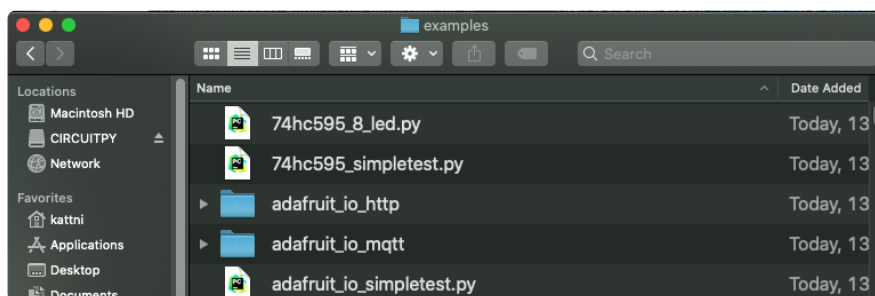 examples
Search
Locations
Macintosh HD
CIRCUITPY
Network
Favorites
kattni
Applications
Desktop
Documents
Name
Date Added
74hc595_8_led.py
Today, 13
74hc595_simpletest.py
Today, 13
adafruit_io_http
Today, 13
adafruit_io_mqtt
Today, 13
adafruit_io_simpletest.py
Today, 13